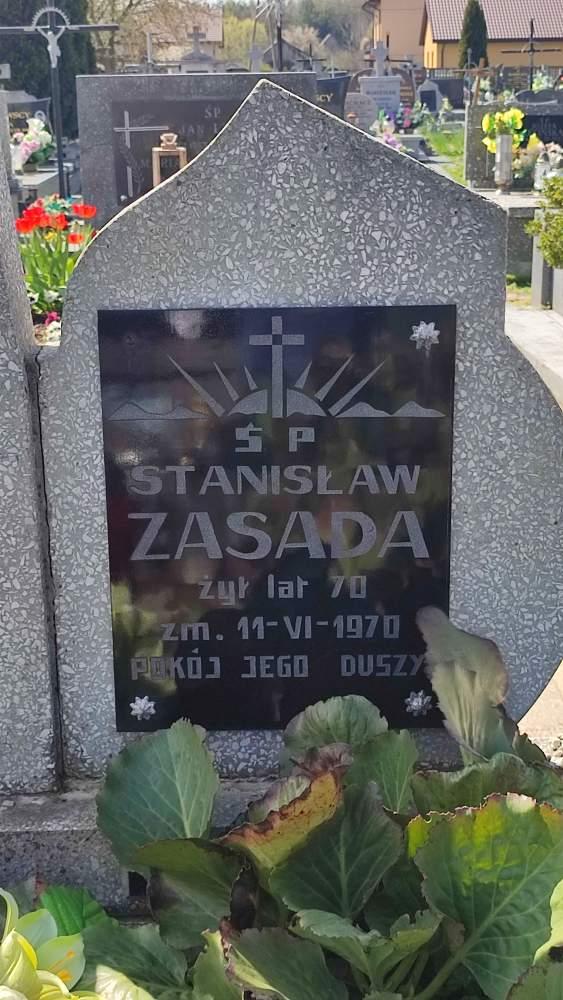 Ś P
STANISŁAW
ZASADA
żył lat 70
zm. 11-VI-1970
POKÓJ JEGO DUSZY
ŚP